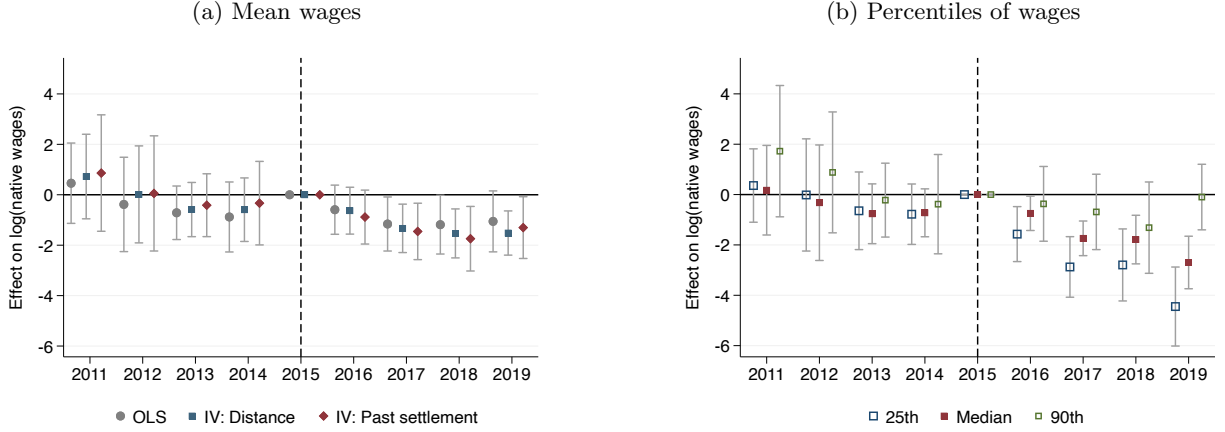 (a) Mean wages
Effect on log(native wages)
4
2
0
-2
-4
-6
2011 2012 2013 2014 2015 2016 2017 2018 2019
OLS IV: Distance IV: Past settlement
(b) Percentiles of wages
Effect on log(native wages)
4
2
0
-2
-4
-6
2011 2012 2013 2014 2015 2016 2017 2018 2019
25th Median 90th